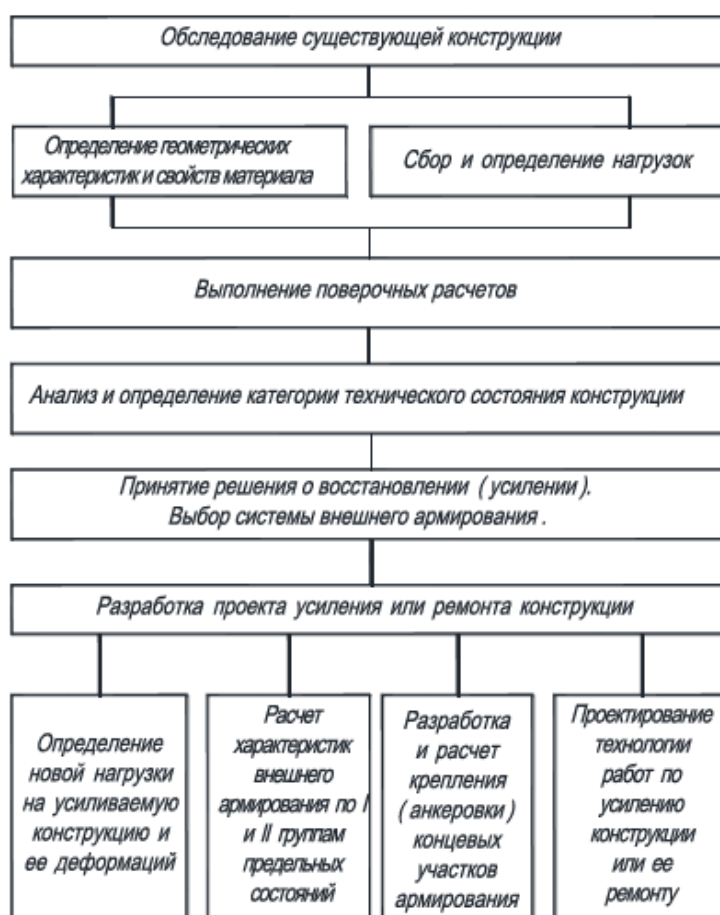 Обследование существующей конструкции
Определение геометрических
характеристик и свойств материала
Сбор и определение нагрузок
Выполнение поверочных расчетов
Анализ и определение категории технического состояния конструкции
Принятие решения о восстановлении (усилении).
Выбор системы внешнего армирования.
Разработка проекта усиления или ремонта конструкции
Определение
новой нагрузки
на усиливаемую
конструкцию и
ее деформаций
Расчет
характеристик
внешнего
армирования по I
и II группам
предельных
состояний
Разработка
и расчет
крепления
(анкеровки)
концевых
участков
армирования
Проектирование
технологии
работ по
усилению
конструкции
или ее
ремонту